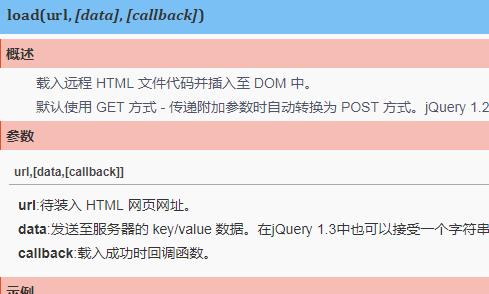 load(url,[data],[callback])
概述
载入远程 HTML 文件代码并插入至 DOM 中。
默认使用 GET 方式 - 传递附加参数时自动转换为 POST 方式。jQuery 1.2
参数
url,[data,[callback]]
url:待装入 HTML 网页网址。
data:发送至服务器的 key/value 数据。在jQuery 1.3中也可以接受一个字符串
callback:载入成功时回调函数。
示例